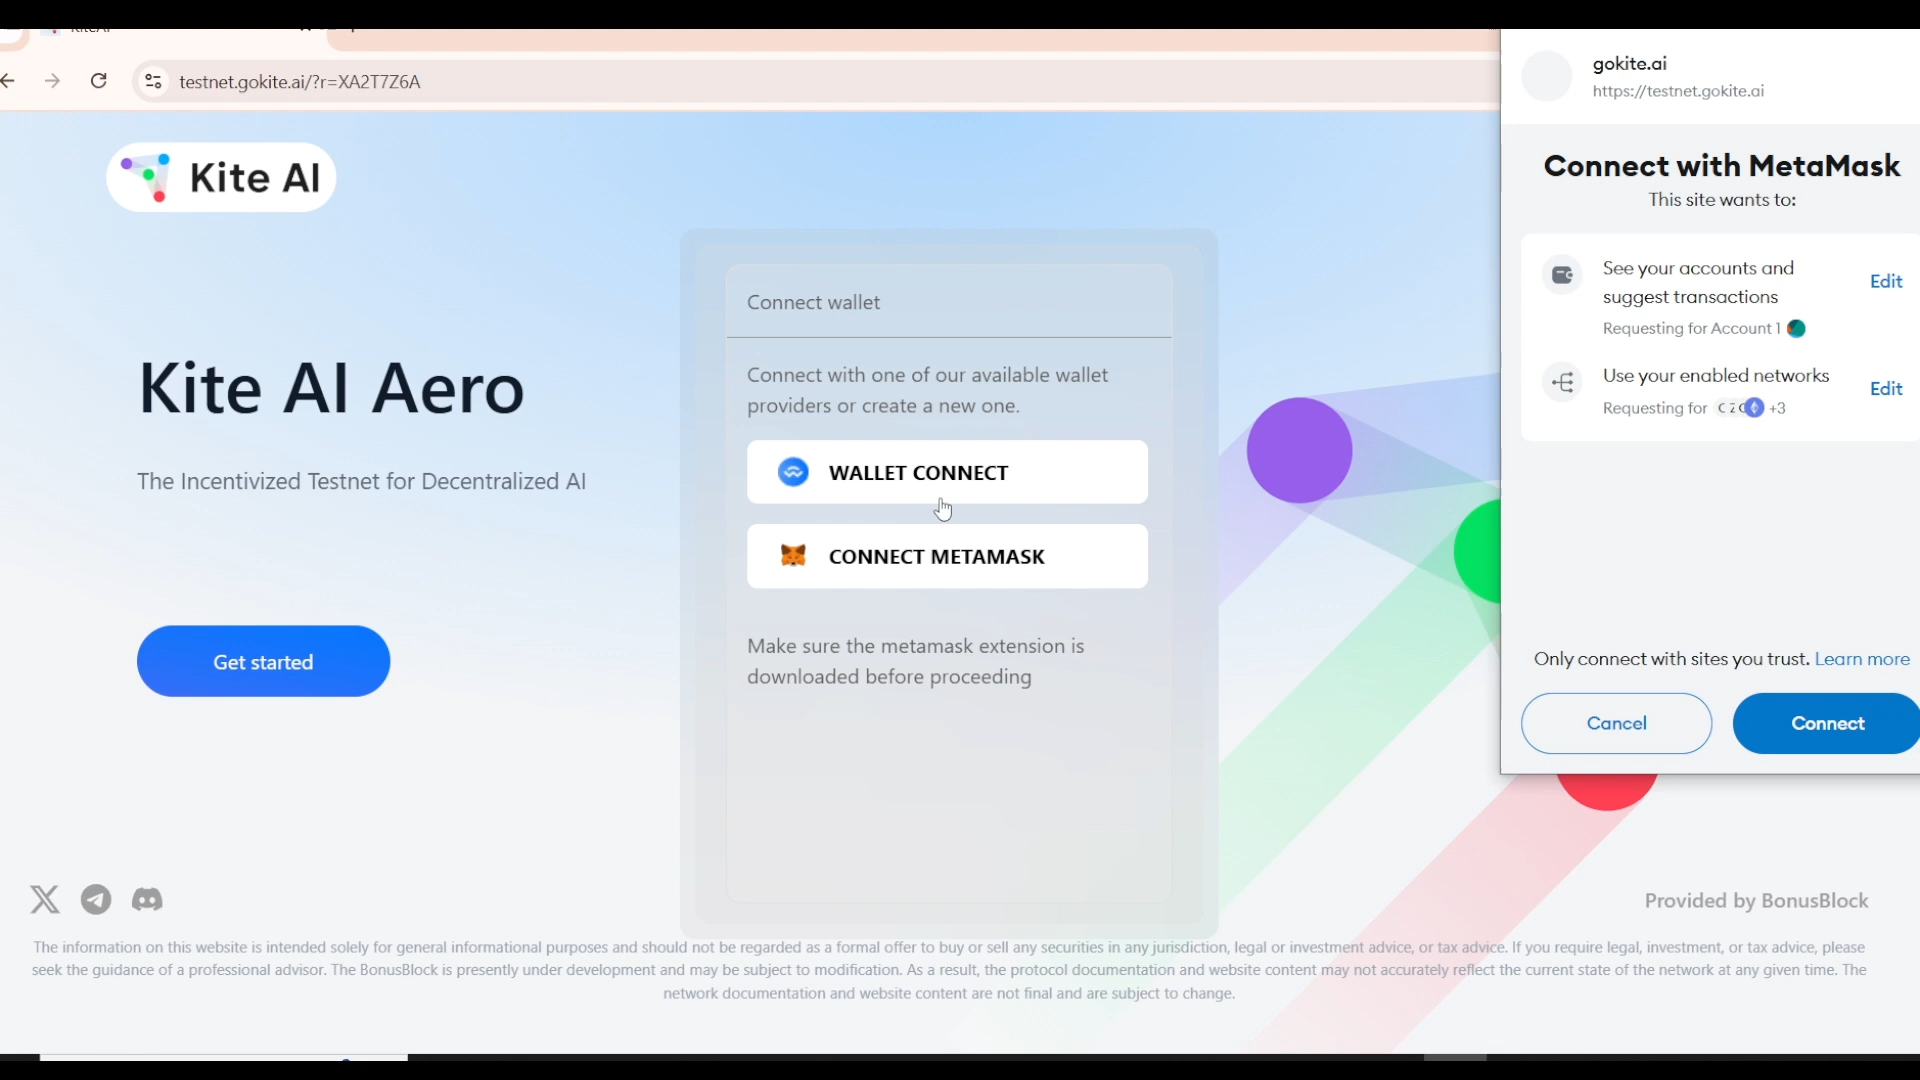 testnet.gokite.ai/?r=XA2T7Z6A
Kite AI
Kite AI Aero
The Incentivized Testnet for Decentralized AI
Get started
Connect wallet
Connect with one of our available wallet
providers or create a new one.
WALLET CONNECT
CONNECT METAMASK
Make sure the metamask extension is
downloaded before proceeding
gokite.ai
https://testnet.gokite.ai
Connect with MetaMask
This site wants to:
See your accounts and
suggest transactions
Edit
Requesting for Account 1
Use your enabled networks
Edit
Requesting for C Z +3
Only connect with sites you trust. Learn more
Cancel
Connect
Provided by BonusBlock
The information on this website is intended solely for general informational purposes and should not be regarded as a formal offer to buy or sell any securities in any jurisdiction, legal or investment advice, or tax advice. If you require legal, investment, or tax advice, please
seek the guidance of a professional advisor. The BonusBlock is presently under development and may be subject to modification. As a result, the protocol documentation and website content may not accurately reflect the current state of the network at any given time. The
network documentation and website content are not final and are subject to change.